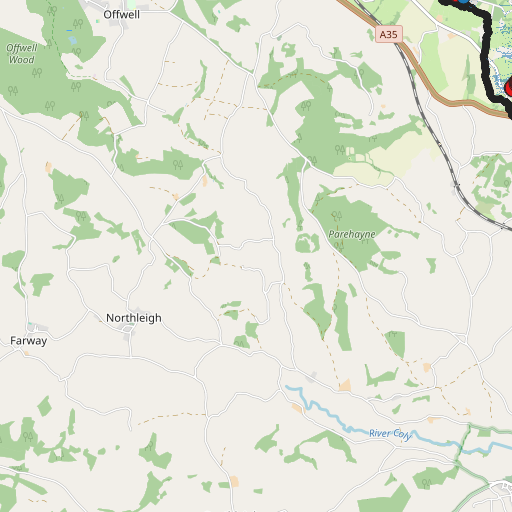 Offwell
A35
Offwell
Wood
Parehayne
Northleigh
Farway
River Coly